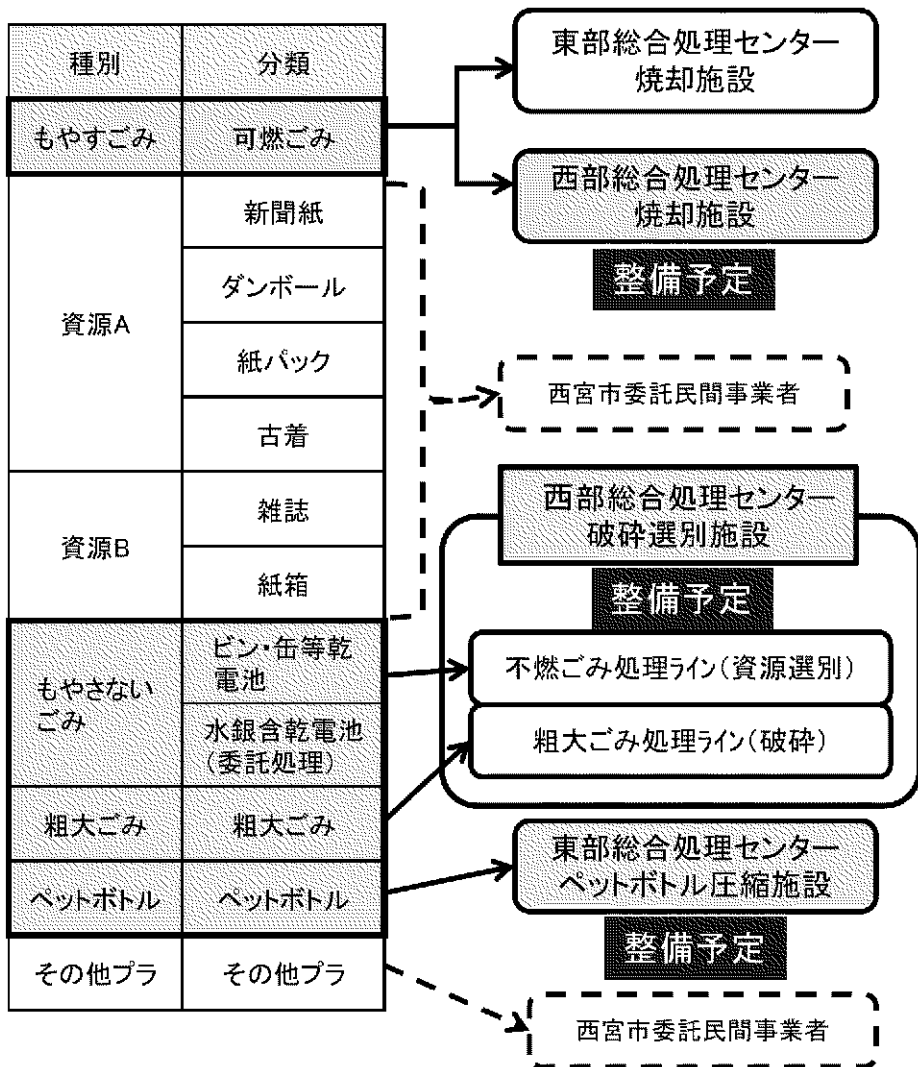 種別
分類
もやすごみ
可燃ごみ
資源A
新聞紙
ダンボール
紙パック
古着
資源B
雑誌
紙箱
もやさない
ごみ
ビン・缶等乾
電池
水銀含乾電池
(委託処理)
粗大ごみ
粗大ごみ
ペットボトル
ペットボトル
その他プラ
その他プラ
東部総合処理センター
焼却施設
西部総合処理センター
焼却施設
整備予定
西宮市委託民間事業者
西部総合処理センター
破砕選別施設
整備予定
不燃ごみ処理ライン(資源選別)
粗大ごみ処理ライン(破砕)
東部総合処理センター
ペットボトル圧縮施設
整備予定
西宮市委託民間事業者